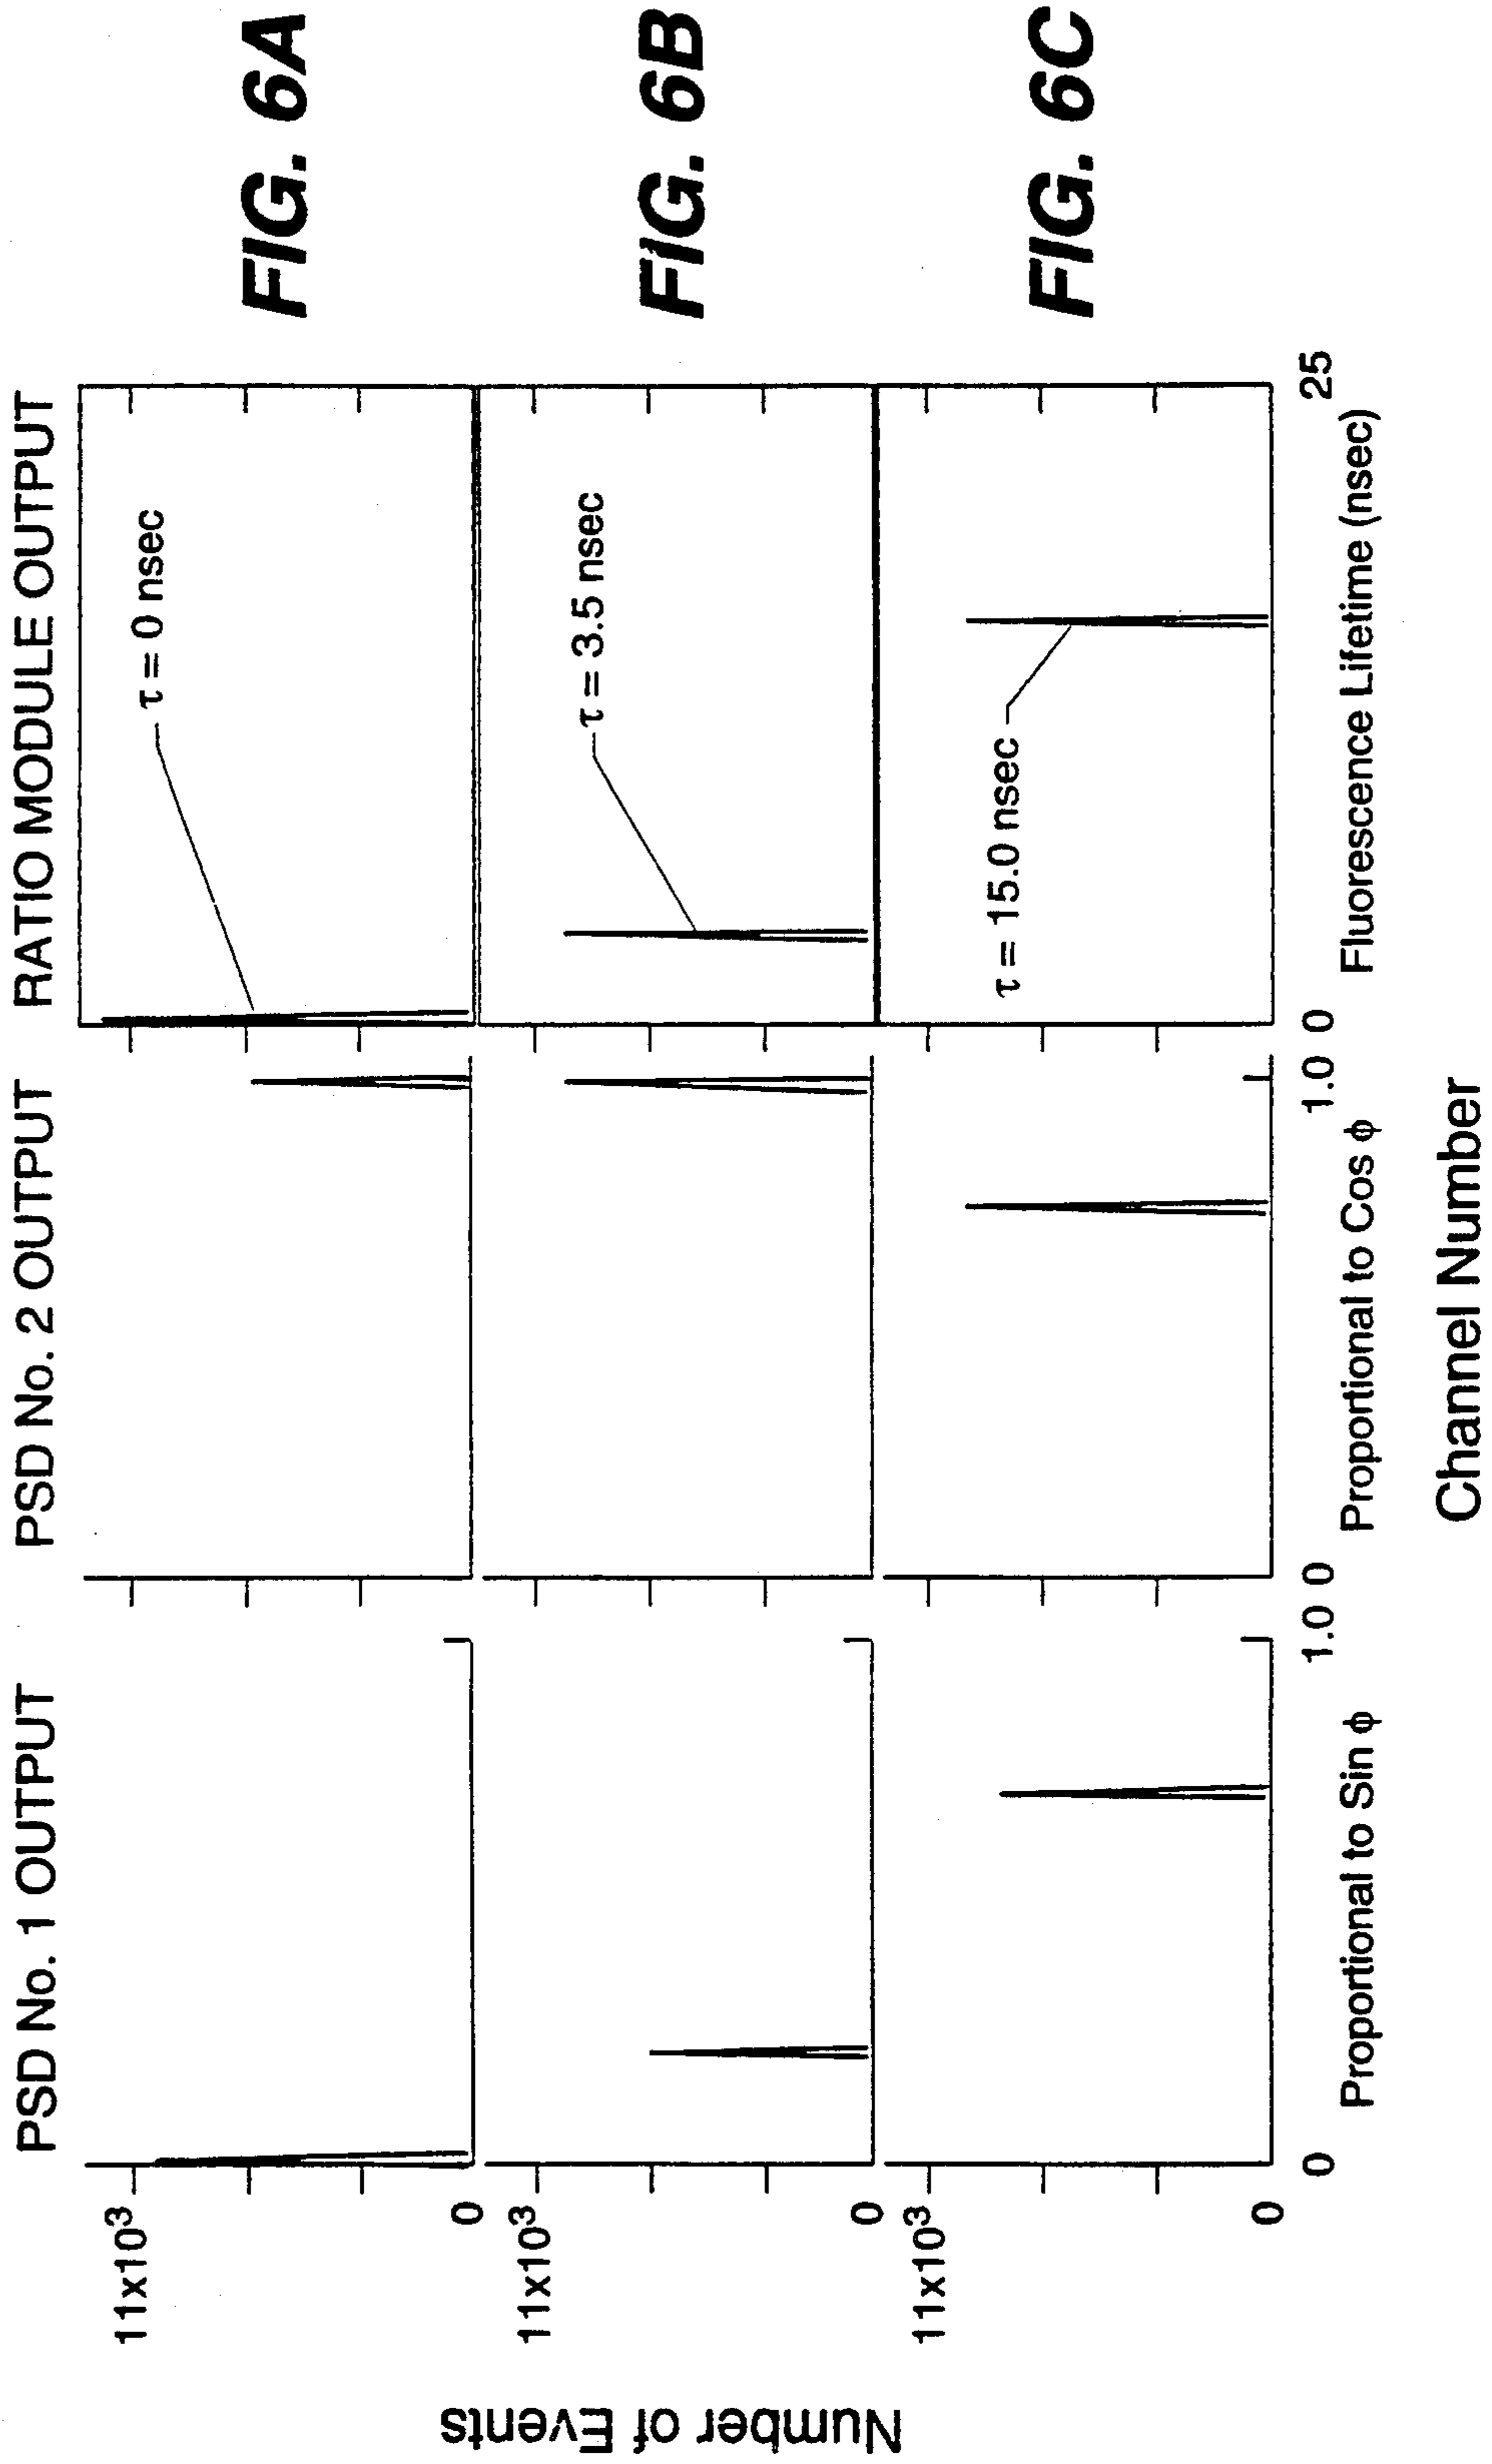 PSD No. 1 OUTPUT
PSD No. 2 OUTPUT
RATIO MODULE OUTPUT
11x10³
0
τ = 0 nsec
FIG. 6A
11x10³
0
τ = 3.5 nsec
FIG. 6B
11x10³
0
τ = 15.0 nsec
FIG. 6C
Number of Events
0
1.0
0
1.0
0
25
Proportional to Sin ϕ
Proportional to Cos ϕ
Fluorescence Lifetime (nsec)
Channel Number